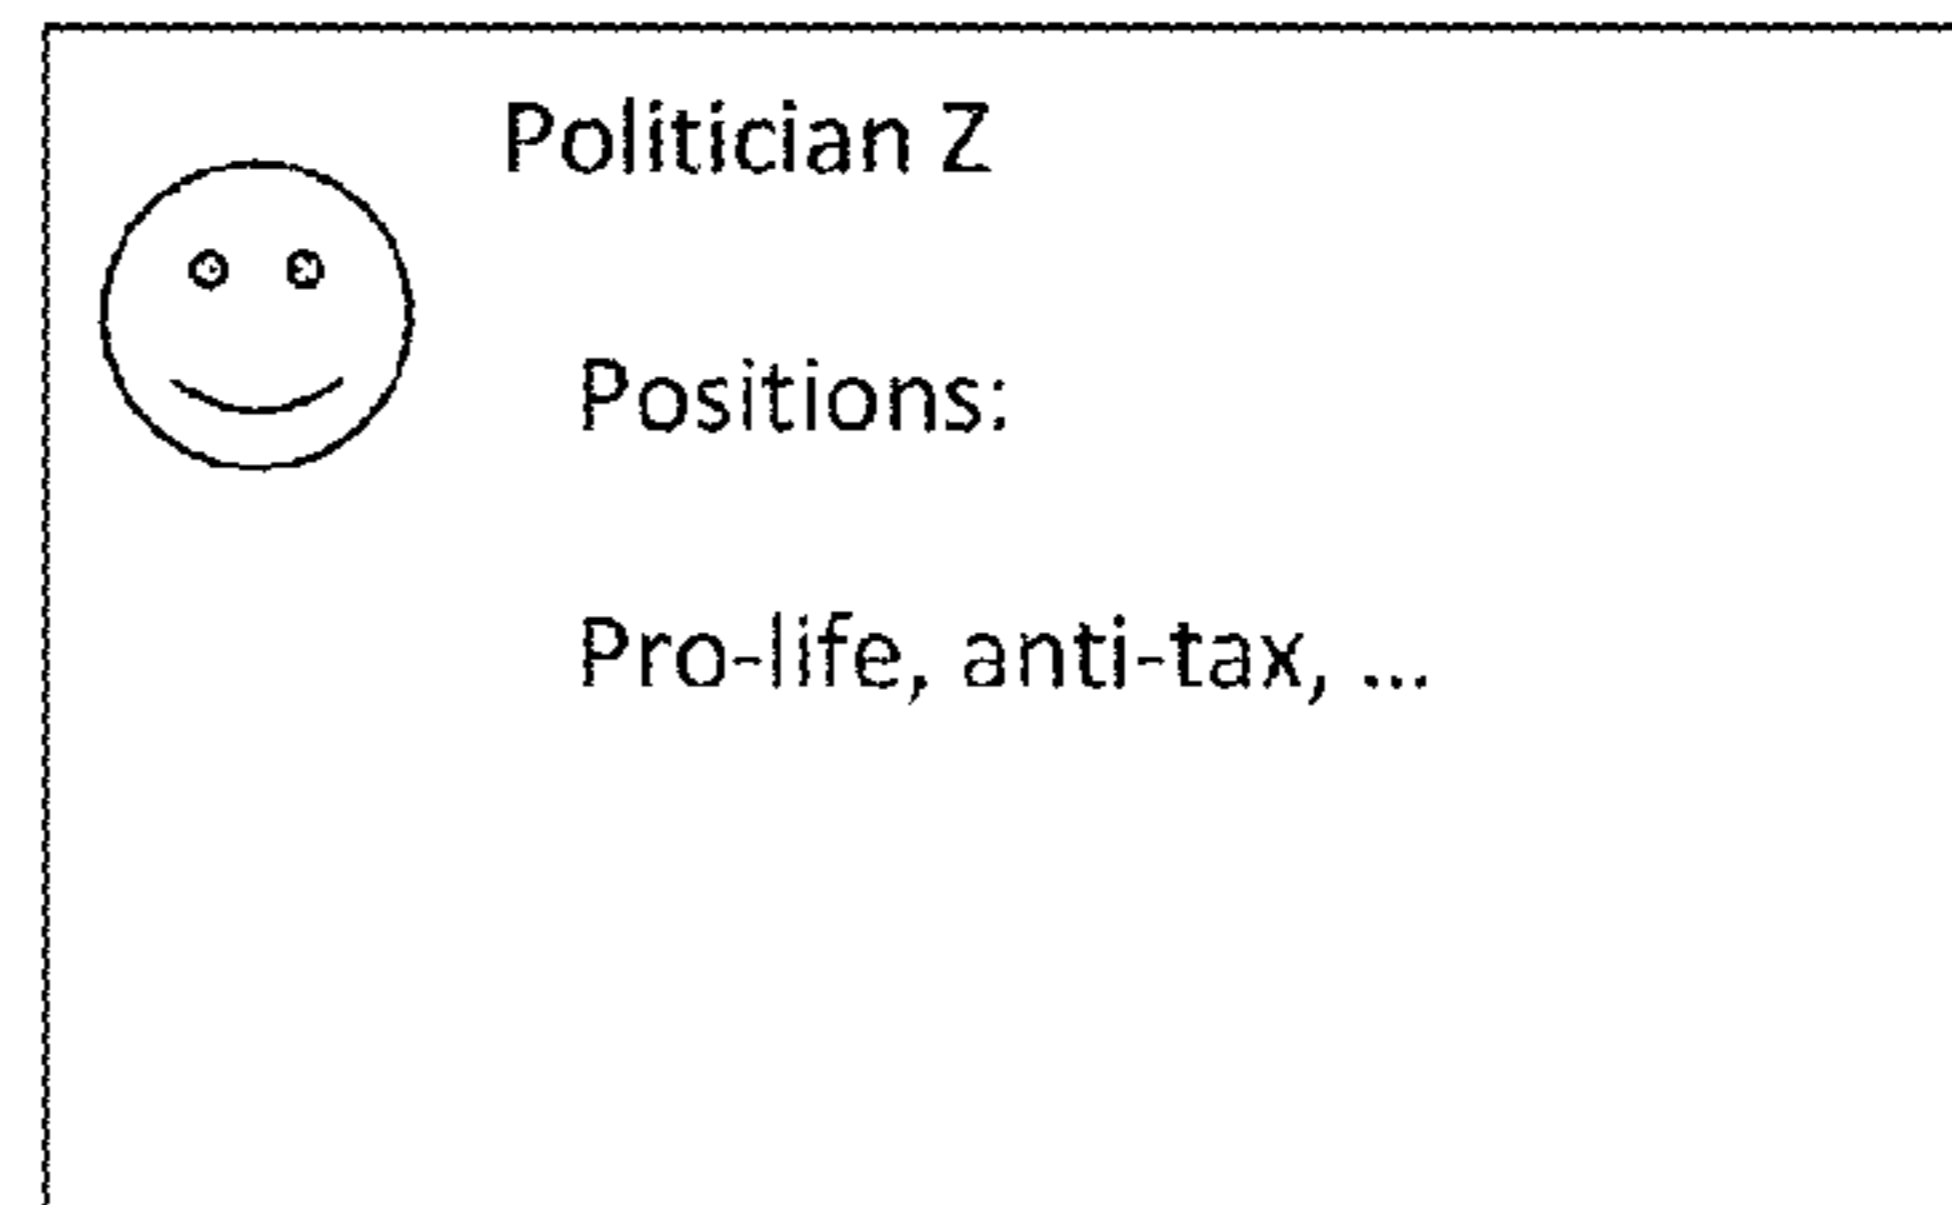 Politician Z
Positions:
Pro-life, anti-tax, ...